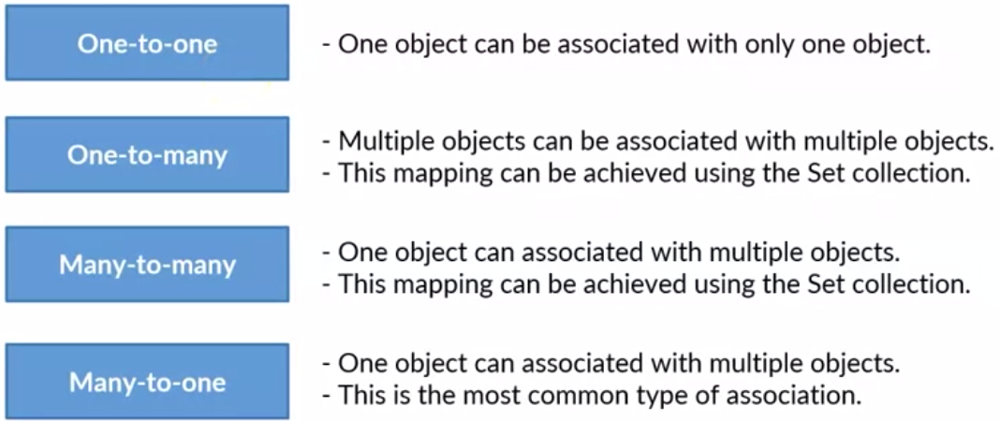 One-to-one
- One object can be associated with only one object.
One-to-many
- Multiple objects can be associated with multiple objects.
- This mapping can be achieved using the Set collection.
Many-to-many
- One object can associated with multiple objects.
- This mapping can be achieved using the Set collection.
Many-to-one
- One object can associated with multiple objects.
- This is the most common type of association.